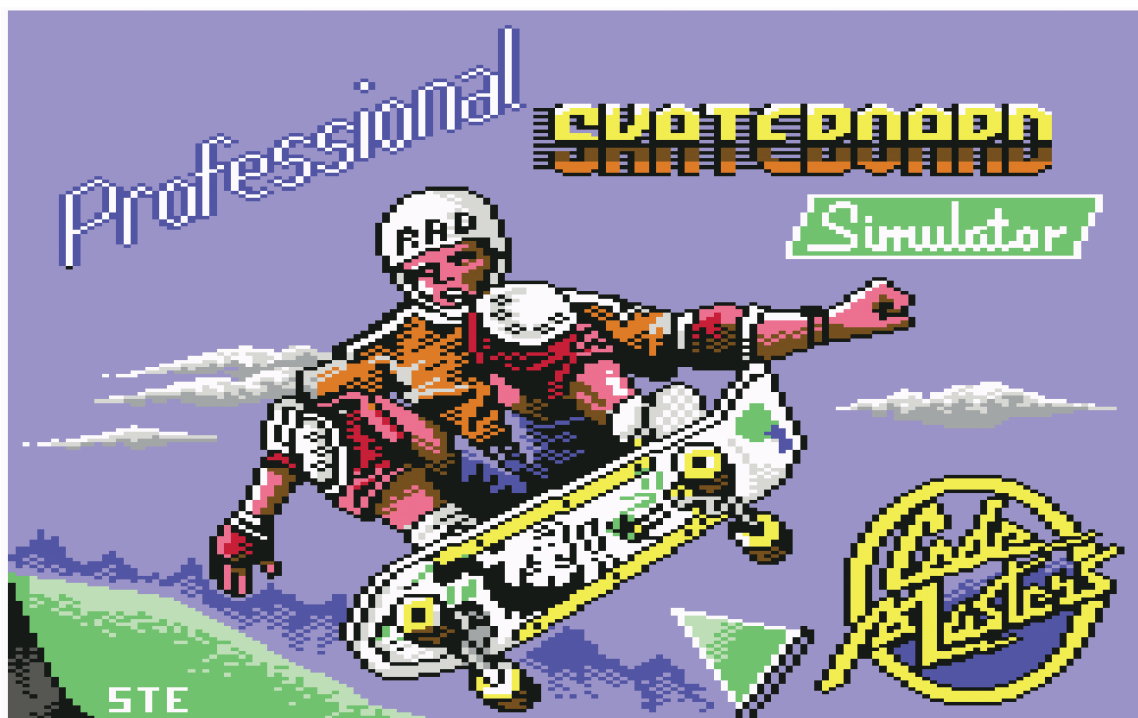 Professional
SKATEBOARD
Simulator
RAD
Code
Masters
STE